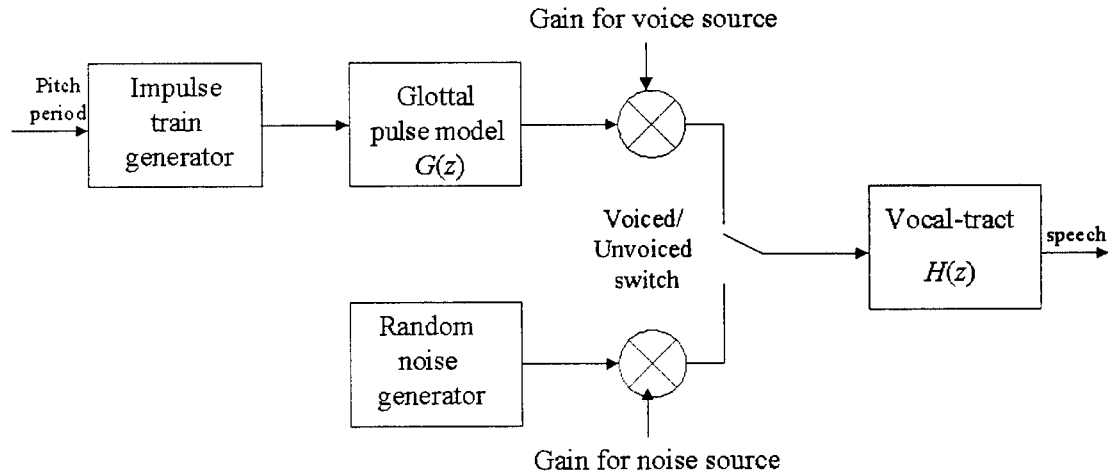 Gain for voice source
Pitch
period
Impulse
train
generator
Glottal
pulse model
G(z)
Voiced/
Unvoiced
switch
Vocal-tract
H(z)
speech
Random
noise
generator
Gain for noise source